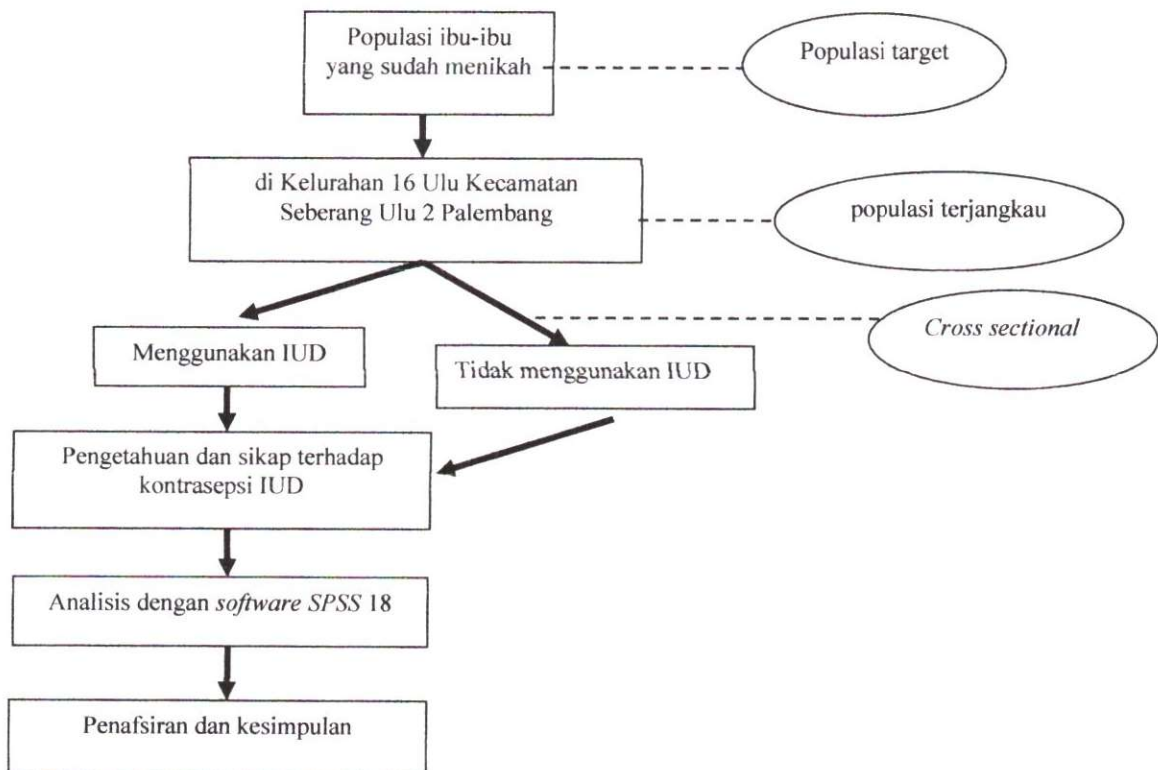 Populasi ibu-ibu
yang sudah menikah
Populasi target
di Kelurahan 16 Ulu Kecamatan
Seberang Ulu 2 Palembang
populasi terjangkau
Cross sectional
Menggunakan IUD
Tidak menggunakan IUD
Pengetahuan dan sikap terhadap
kontrasepsi IUD
Analisis dengan software SPSS 18
Penafsiran dan kesimpulan